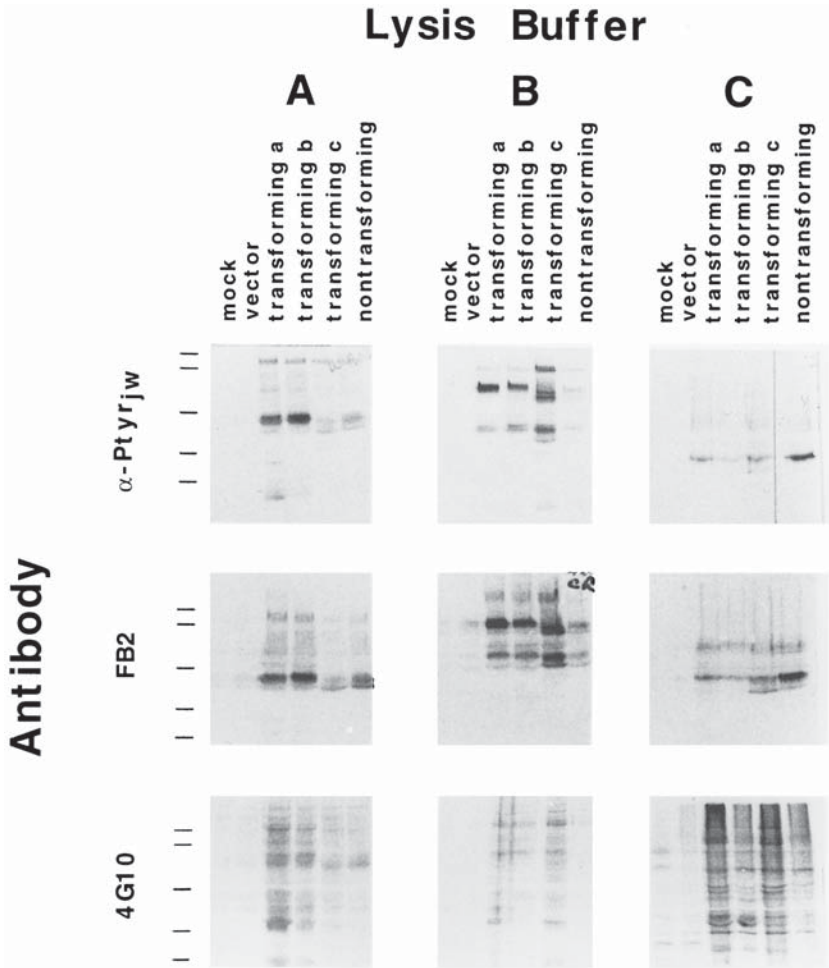 Lysis Buffer
A
B
C
mock
vector
transforming a
transforming b
transforming c
nontransforming
mock
vector
transforming a
transforming b
transforming c
nontransforming
mock
vector
transforming a
transforming b
transforming c
nontransforming
Antibody
α-Ptyrjw
FB2
4G10